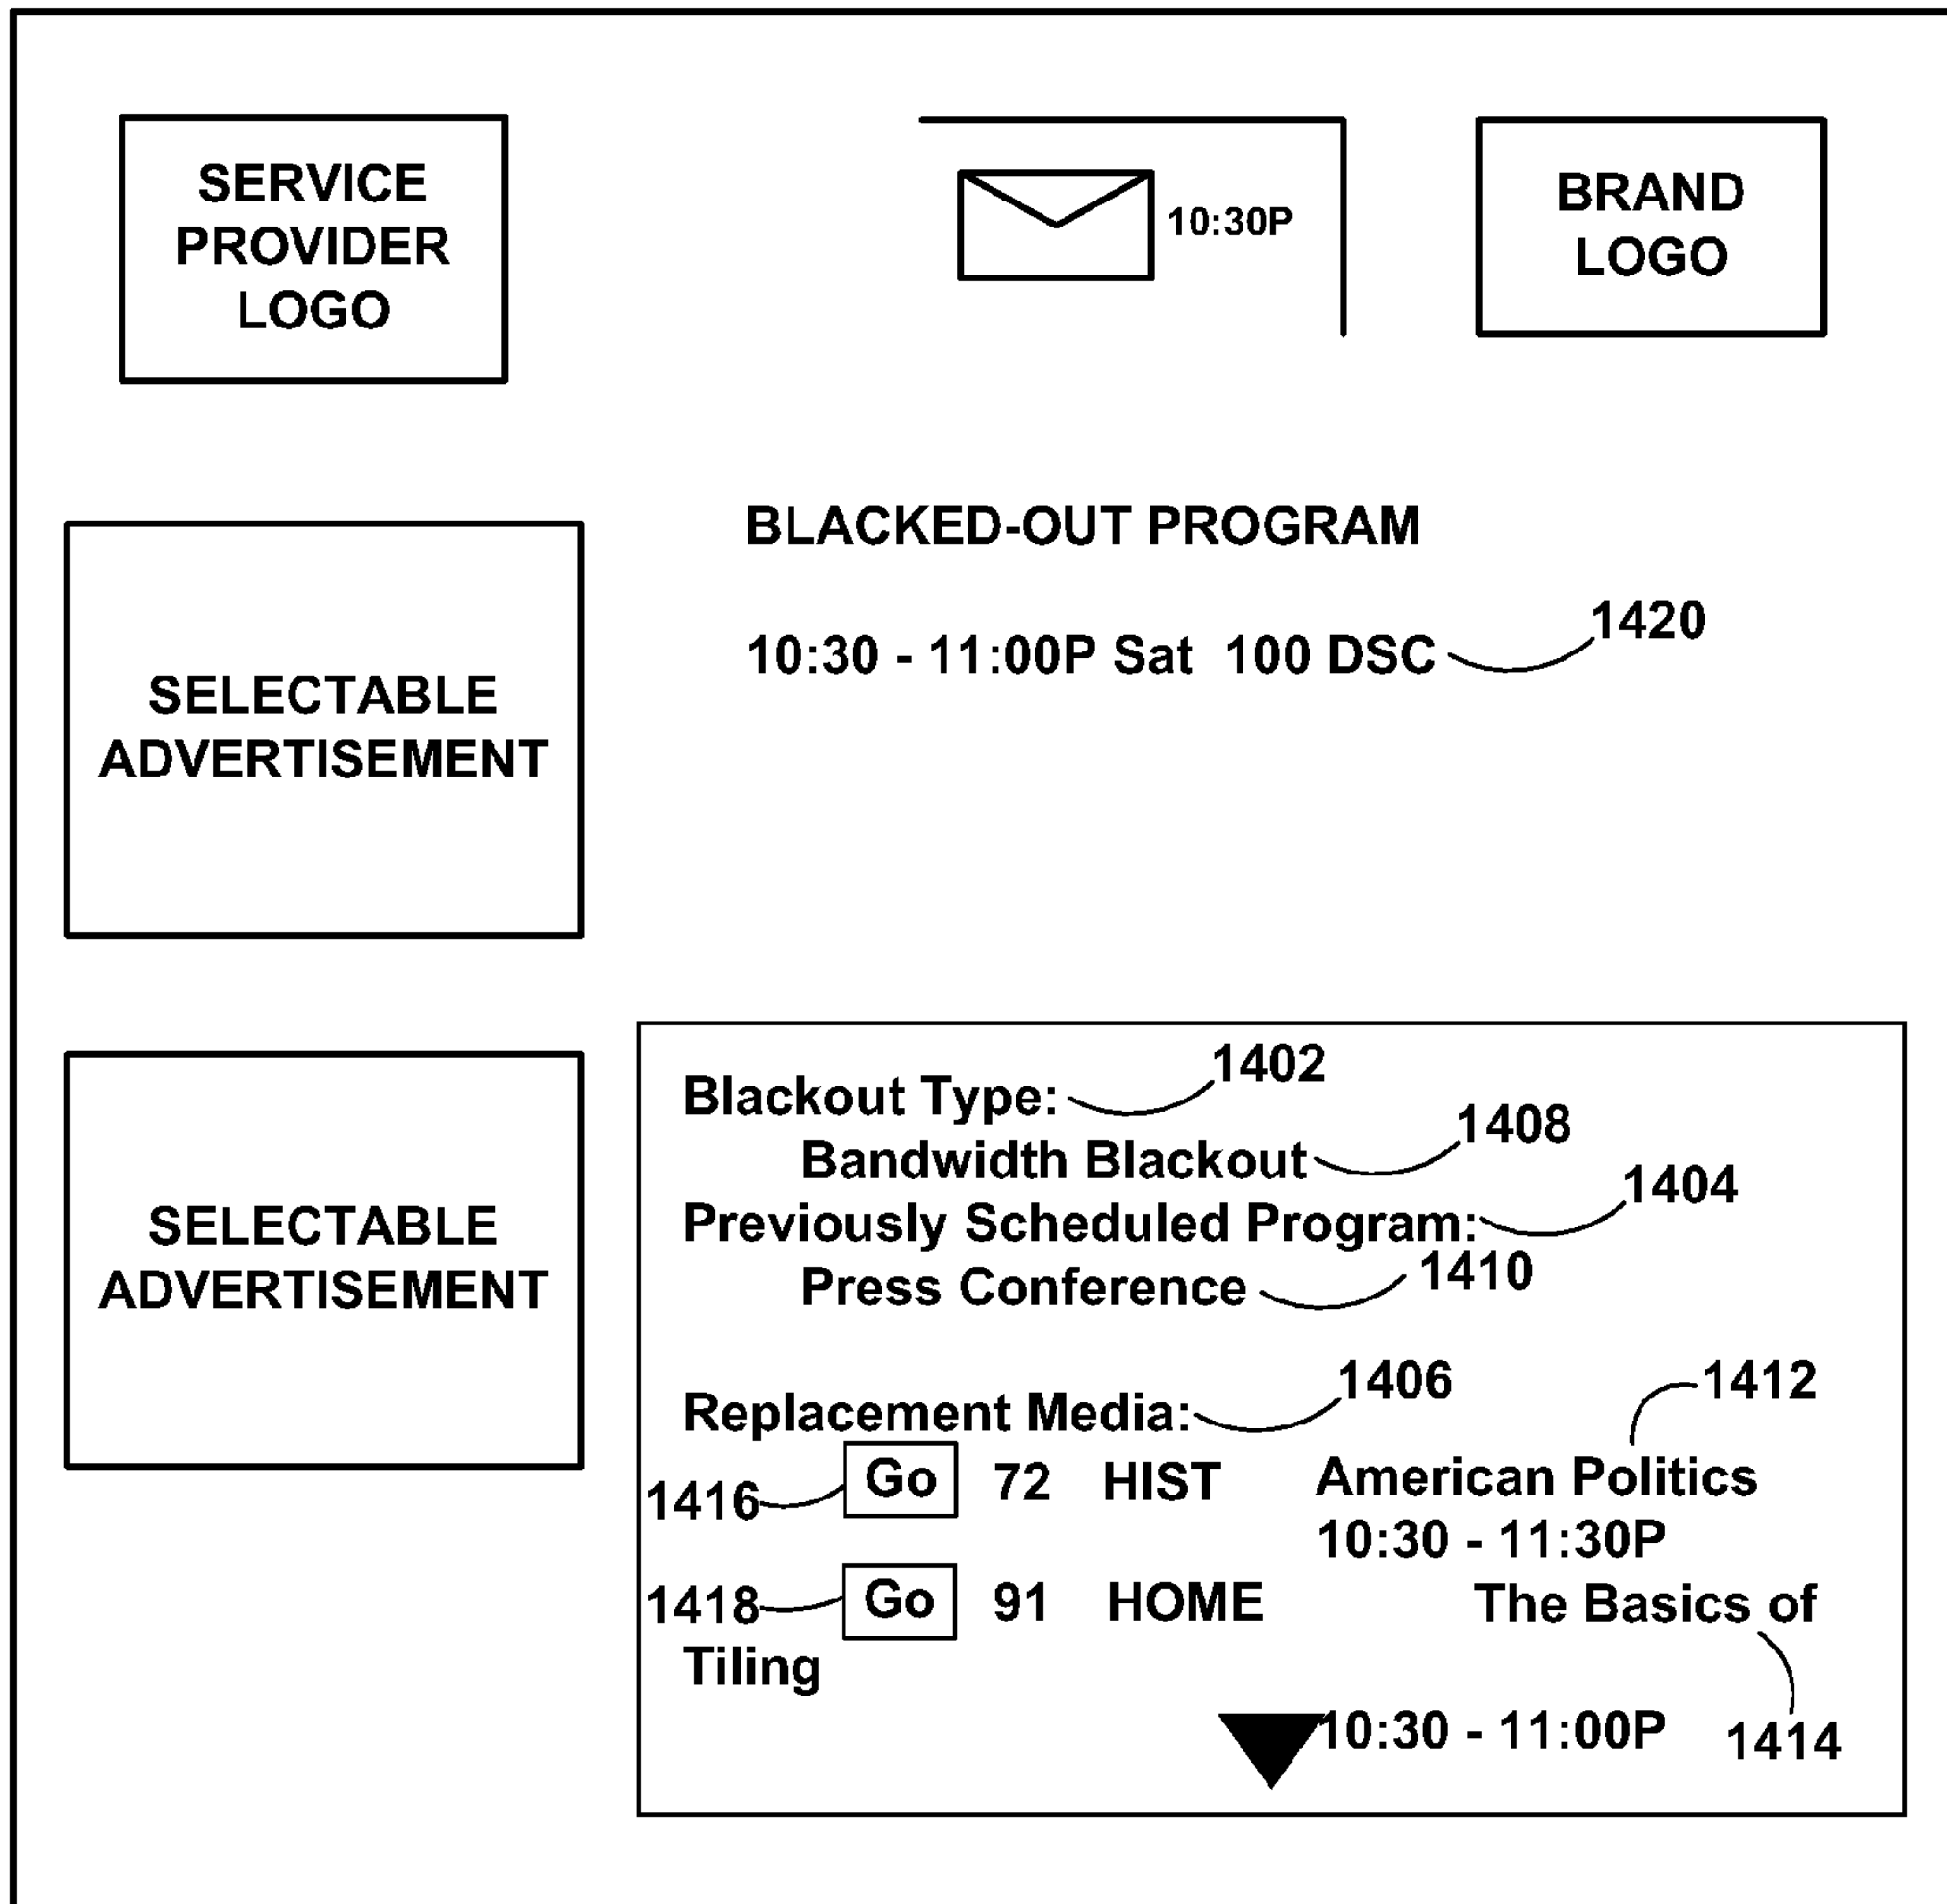 SERVICE
PROVIDER
LOGO
10:30P
BRAND
LOGO
BLACKED-OUT PROGRAM
10:30 - 11:00P Sat 100 DSC
1420
SELECTABLE
ADVERTISEMENT
SELECTABLE
ADVERTISEMENT
Blackout Type:
1402
Bandwidth Blackout
1408
Previously Scheduled Program:
1404
Press Conference
1410
Replacement Media:
1406
1412
1416 Go 72 HIST American Politics
10:30 - 11:30P
1418 Go 91 HOME The Basics of
Tiling
10:30 - 11:00P
1414